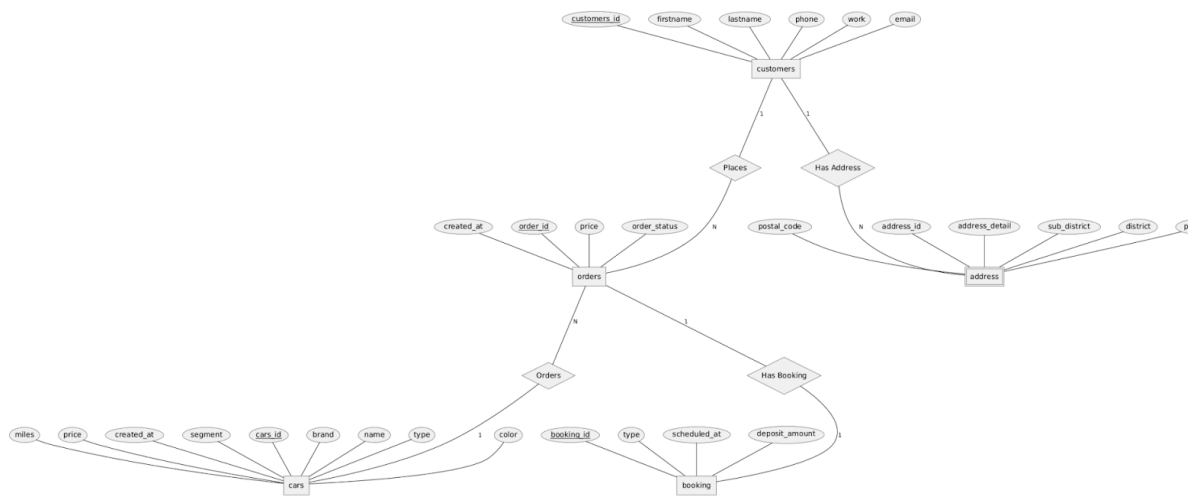 customers_id
firstname
lastname
phone
work
email
customers
1
1
Places
Has Address
created_at
order_id
price
order_status
N
postal_code
address_id
address_detail
sub_district
district
N
orders
address
N
1
Orders
Has Booking
miles
price
created_at
segment
cars_id
brand
name
type
color
1
booking_id
type
scheduled_at
deposit_amount
1
cars
booking